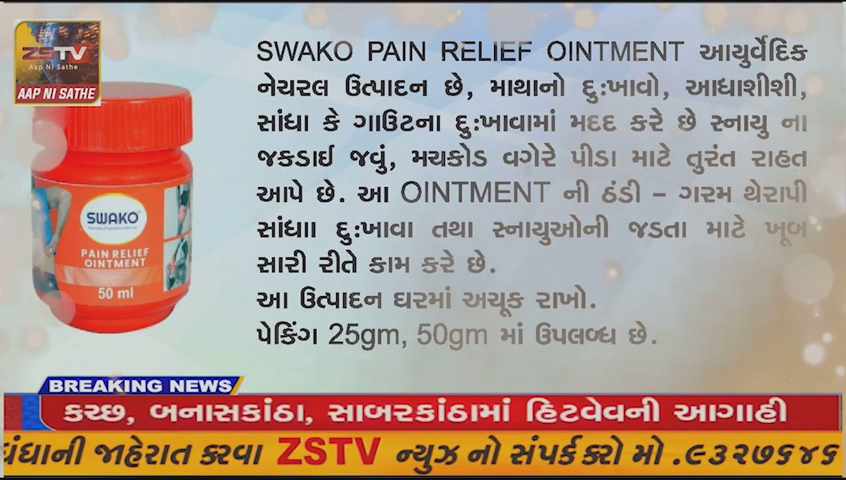 ZSTV
Aap Ni Sathe
AAP NI SATHE
SWAKO PAIN RELIEF OINTMENT આયુર્વેદિક
નેચરલ ઉત્પાદન છે, માથાનો દુઃખાવો, આધાશીશી,
સાંધા કે ગાઉટના દુઃખાવામાં મદદ કરે છે સ્નાયુ ના
જકડાઈ જવું, મચકોડ વગેરે પીડા માટે તુરંત રાહત
આપે છે. આ OINTMENT ની ઠંડી – ગરમ થેરાપી
સાંધાા દુઃખાવા તથા સ્નાયુઓની જડતા માટે ખૂબ
સારી રીતે કામ કરે છે.
આ ઉત્પાદન ઘરમાં અચૂક રાખો.
પેકિંગ 25gm, 50gm માં ઉપલબ્ધ છે.
SWAKO
PAIN RELIEF
OINTMENT
50 ml
BREAKING NEWS
કચ્છ, બનાસકાંઠા, સાબરકાંઠામાં હિટવેવની આગાહી
ધંધાની જાહેરાત કરવા ZSTV ન્યુઝ નો સંપર્ક કરો મો .૯૩૨૭૬૪૬